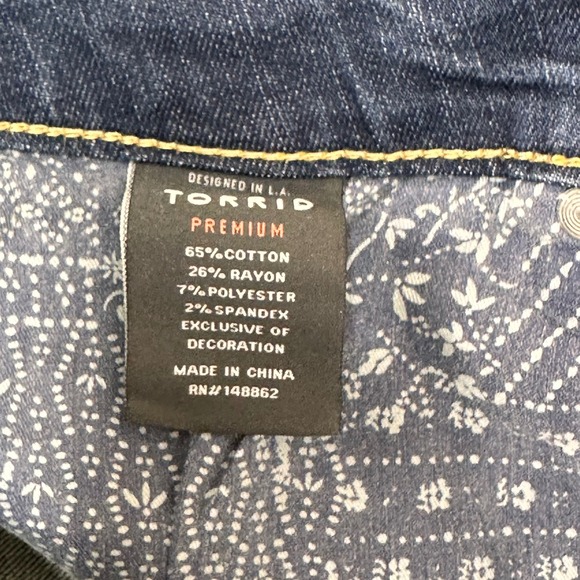 DESIGNED IN L.A.
TORRID
PREMIUM
65% COTTON
26% RAYON
7% POLYESTER
2% SPANDEX
EXCLUSIVE OF
DECORATION
MADE IN CHINA
RN#148862